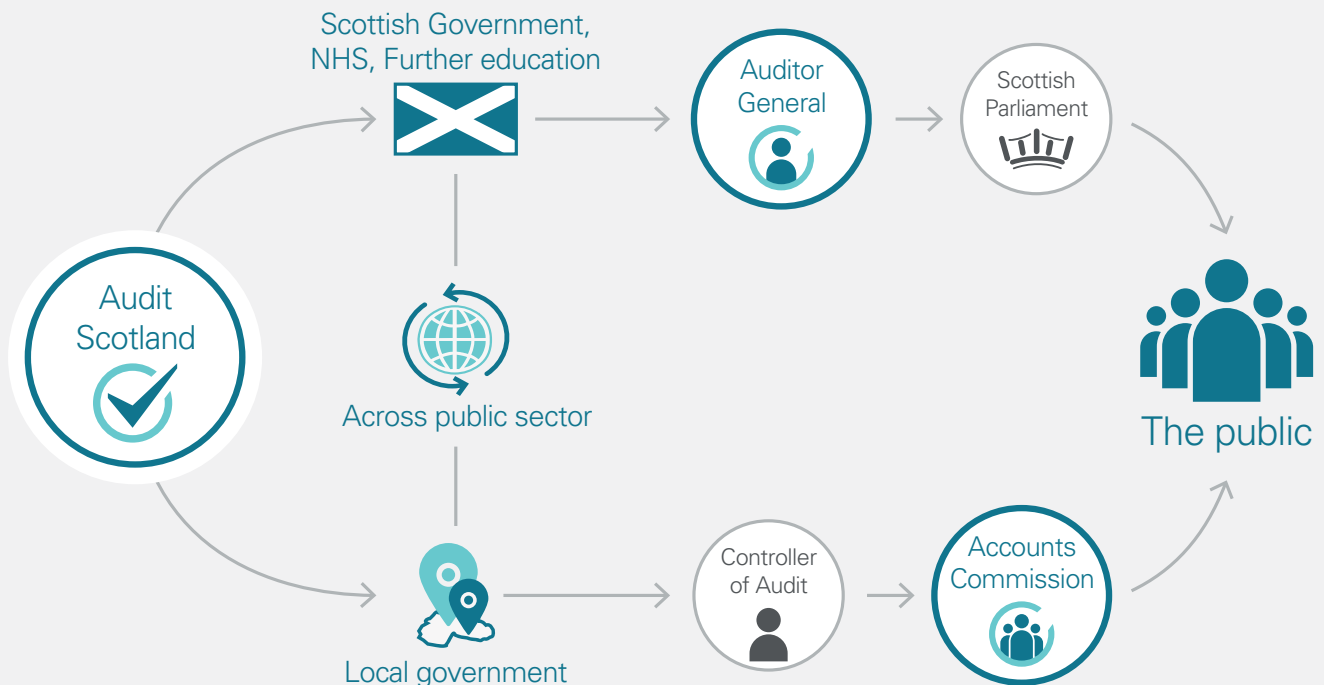 Scottish Government,
NHS, Further education
Auditor
General
Scottish
Parliament
Audit
Scotland
Across public sector
The public
Controller
of Audit
Accounts
Commission
Local government